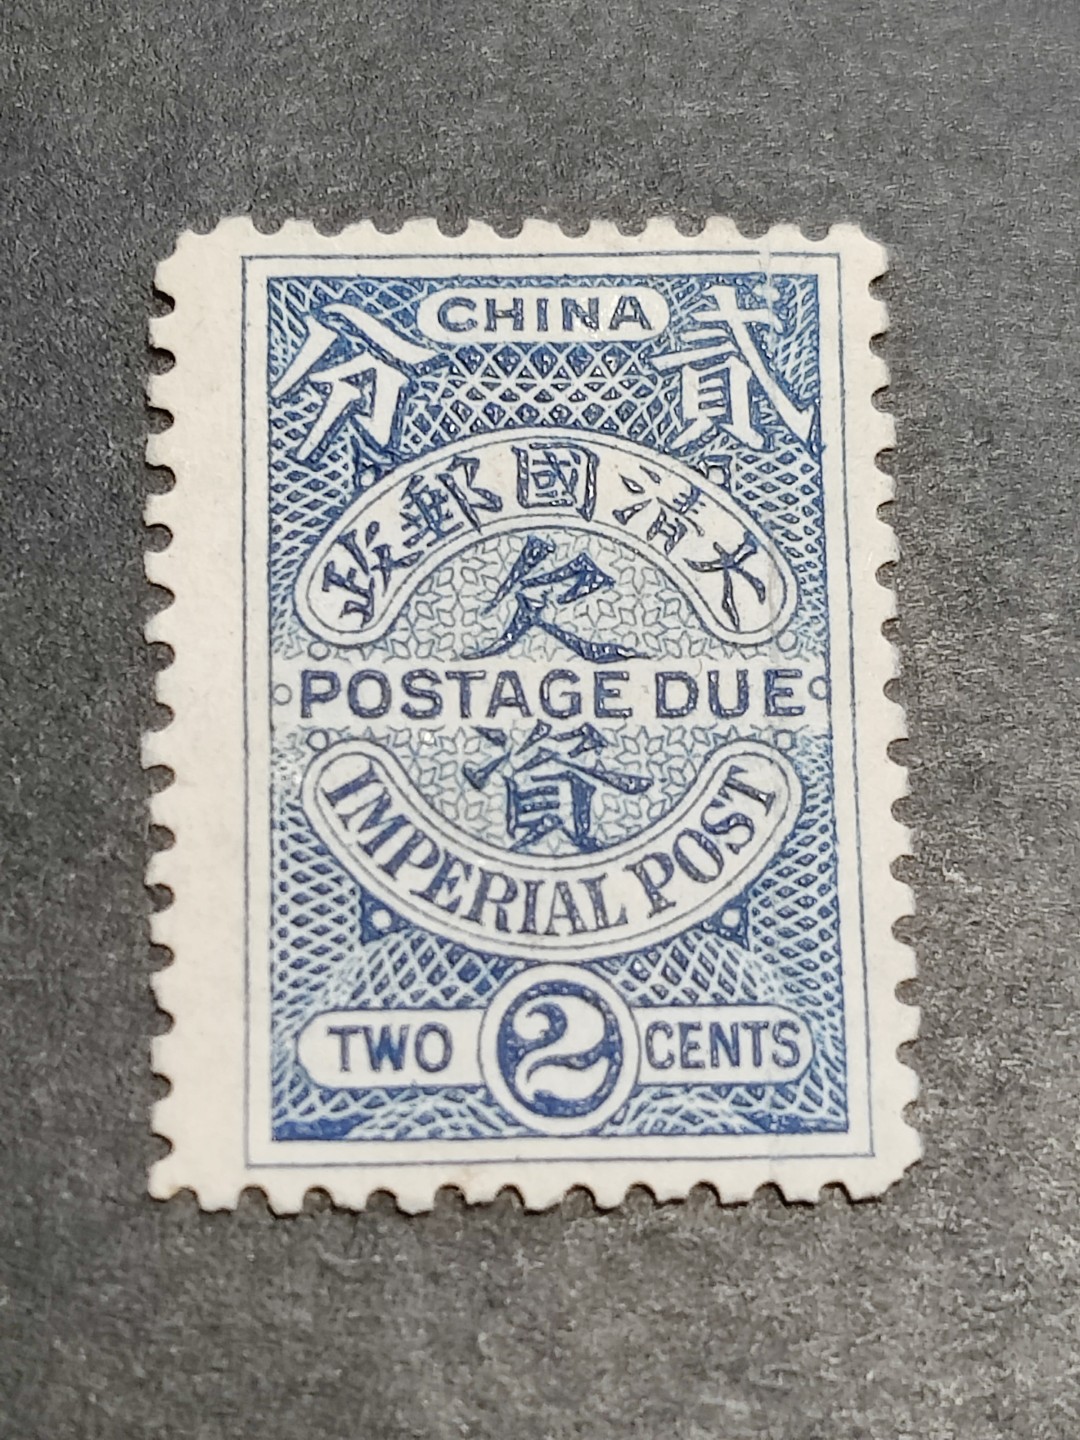 CHINA
貳分
大清國郵政
欠
POSTAGE DUE
資
IMPERIAL POST
TWO 2 CENTS